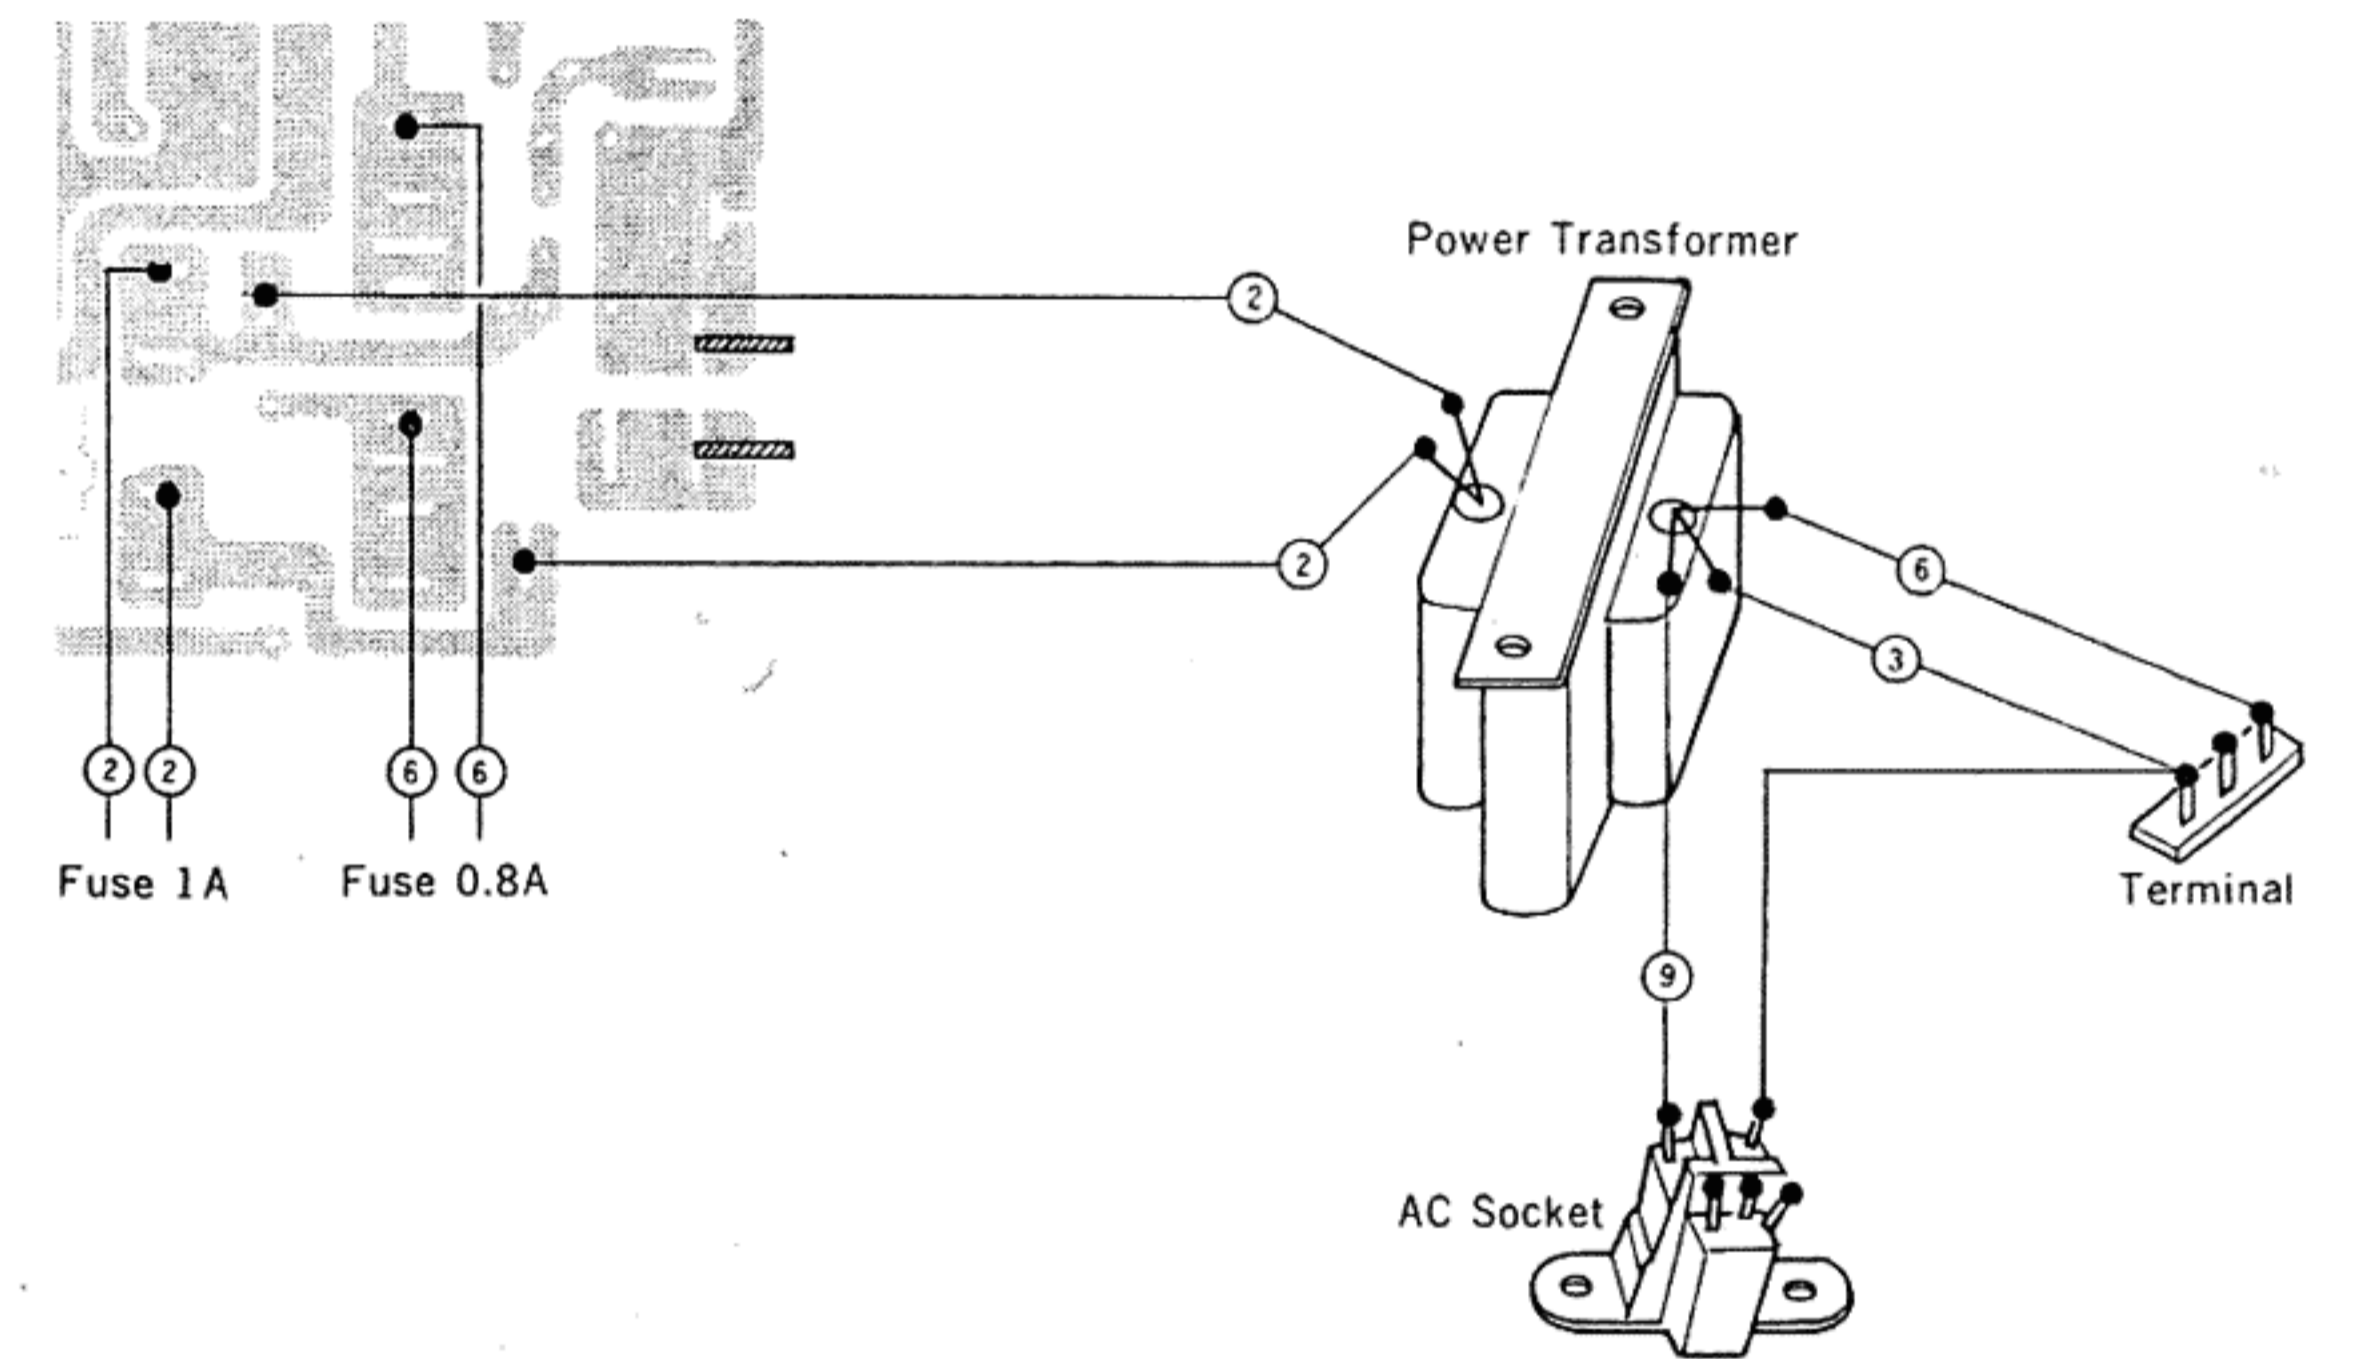 Power Transformer
2
2
6
3
2 2 6 6
Fuse 1A Fuse 0.8A
Terminal
9
AC Socket